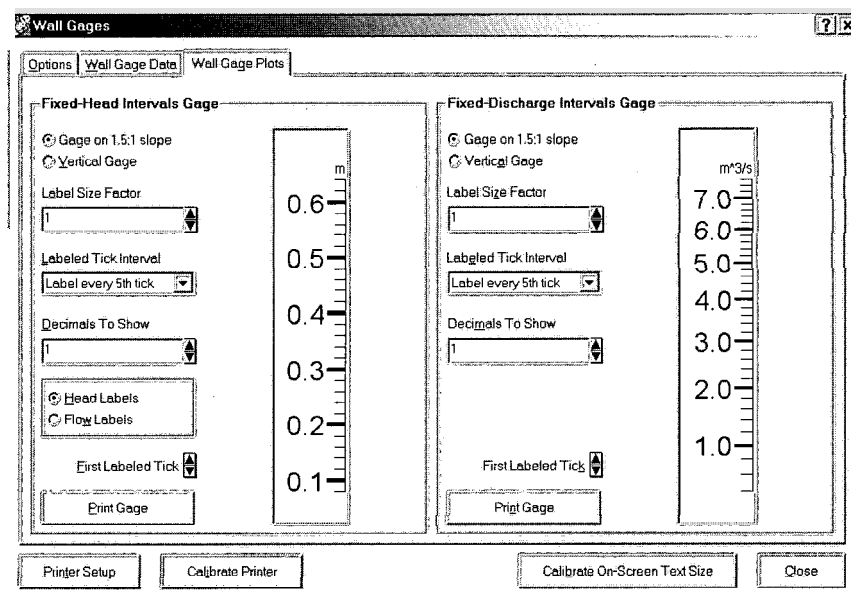 Wall Gages
Options
Wall Gage Data
Wall Gage Plots
Fixed-Head Intervals Gage
Gage on 1.5:1 slope
Vertical Gage
Label Size Factor
1
Labeled Tick Interval
Label every 5th tick
Decimals To Show
1
Head Labels
Flow Labels
First Labeled Tick
Print Gage
m
0.6
0.5
0.4
0.3
0.2
0.1
Fixed-Discharge Intervals Gage
Gage on 1.5:1 slope
Vertical Gage
Label Size Factor
1
Labeled Tick Interval
Label every 5th tick
Decimals To Show
1
First Labeled Tick
Print Gage
m^3/s
7.0
6.0
5.0
4.0
3.0
2.0
1.0
Printer Setup
Calibrate Printer
Calibrate On-Screen Text Size
Close